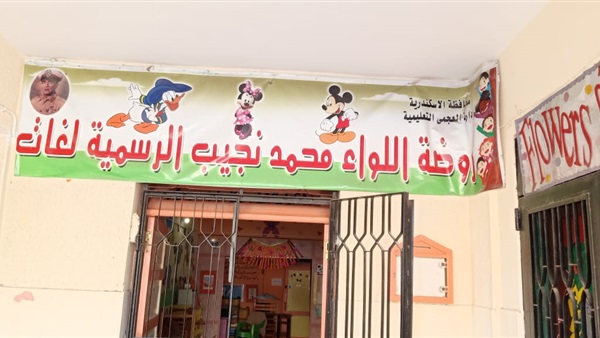 محافظة الاسكندرية
إدارة العجمى التعليمية
روضة اللواء محمد نجيب الرسمية لغات
Flowers